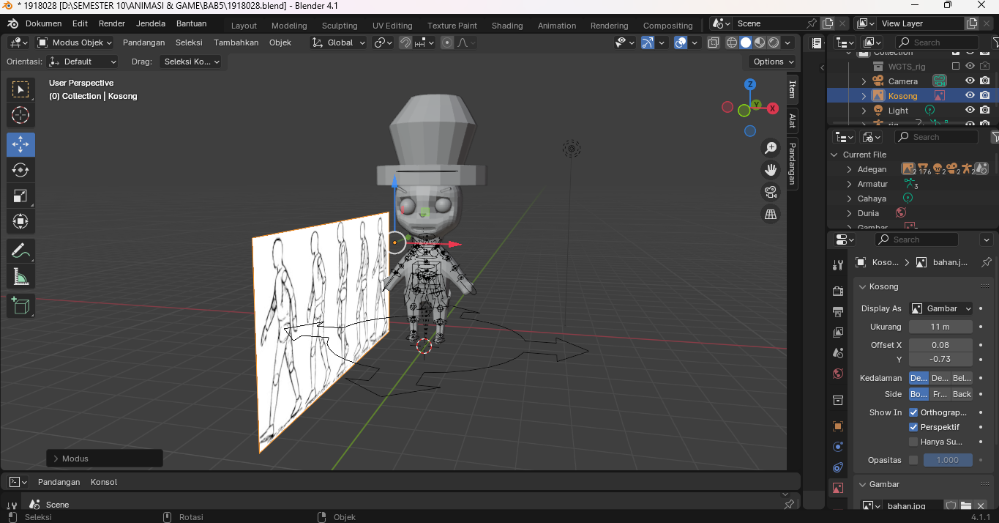 * 1918028 [D:\SEMESTER 10\ANIMASI & GAME\BAB5\1918028.blend] - Blender 4.1
Dokumen Edit Render Jendela Bantuan Layout Modeling Sculpting UV Editing Texture Paint Shading Animation Rendering Compositing Scene View Layer
Modus Objek Pandangan Seleksi Tambahkan Objek Global Search
Orientasi: Default Drag: Seleksi Ko... Options
User Perspective
(0) Collection | Kosong
Z
Y
X
Item
Alat
Pandangan
Collection
WGTS_rig
Camera
Kosong
Light
rig
Search
Current File
Adegan 2 176 2 2 2
Armatur 3
Cahaya
Dunia
Gambar
Search
Koso... > bahan.j...
Kosong
Display As Gambar
Ukurang 11 m
Offset X 0.08
Y -0.73
Kedalaman De... De... Bel...
Side Bo... Fr... Back
Show In Orthograp...
Perspektif
Hanya Su...
Opasitas 1.000
Gambar
bahan.jpg
Modus
Pandangan Konsol
Scene
Seleksi Rotasi Objek 4.1.1